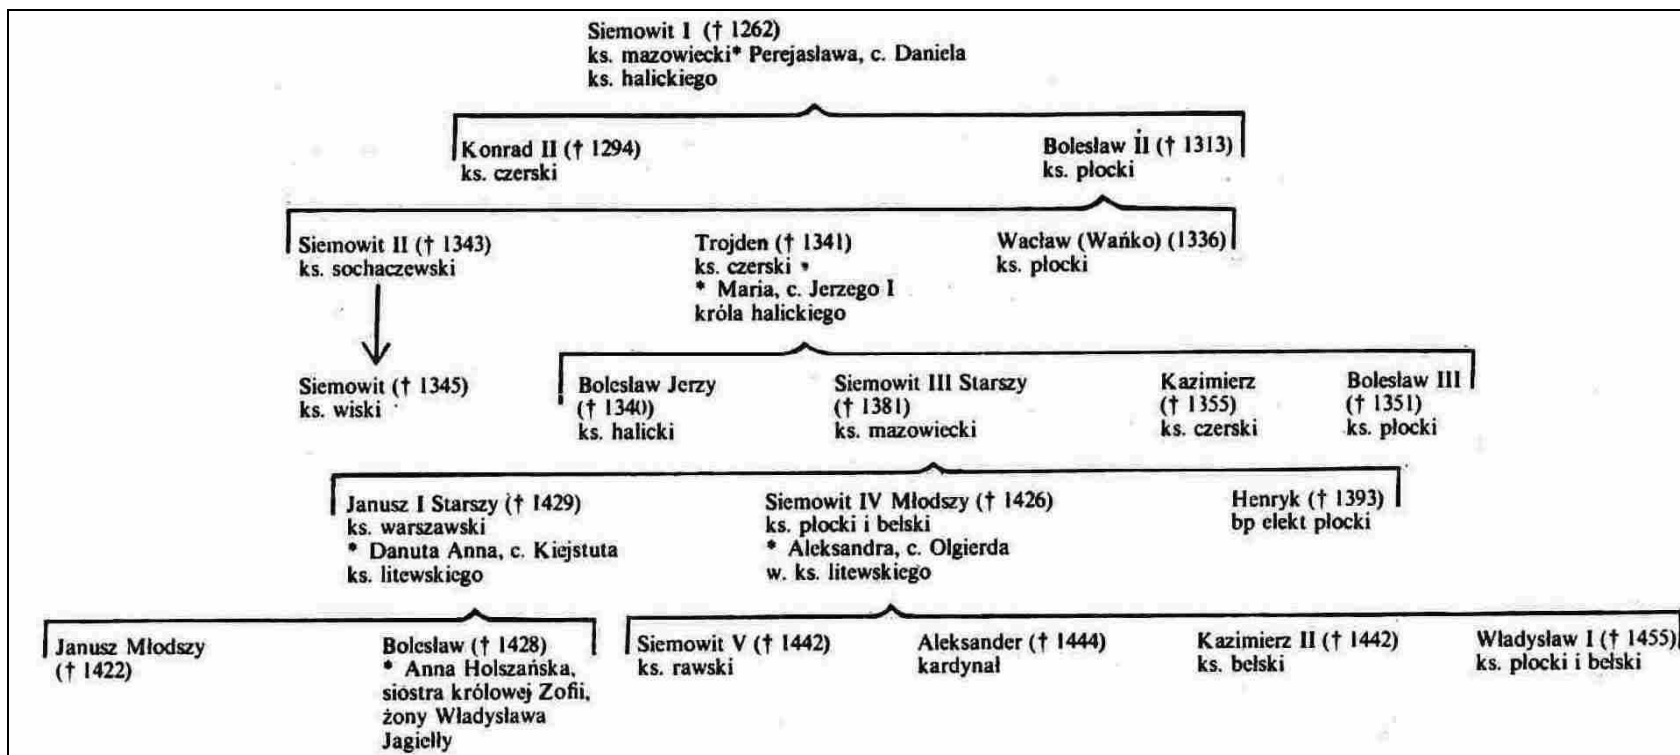 Siemowit I († 1262)
ks. mazowiecki* Perejasława, c. Daniela
ks. halickiego
Konrad II († 1294)
ks. czerski
Bolesław II († 1313)
ks. płocki
Siemowit II († 1343)
ks. sochaczewski
Trojden († 1341)
ks. czerski
* Maria, c. Jerzego I
króla halickiego
Wacław (Wańko) (1336)
ks. płocki
Siemowit († 1345)
ks. wiski
Bolesław Jerzy
(† 1340)
ks. halicki
Siemowit III Starszy
(† 1381)
ks. mazowiecki
Kazimierz
(† 1355)
ks. czerski
Bolesław III
(† 1351)
ks. płocki
Janusz I Starszy († 1429)
ks. warszawski
* Danuta Anna, c. Kiejstuta
ks. litewskiego
Siemowit IV Młodszy († 1426)
ks. płocki i bełski
* Aleksandra, c. Olgierda
w. ks. litewskiego
Henryk († 1393)
bp elekt płocki
Janusz Młodszy
(† 1422)
Bolesław († 1428)
* Anna Holszańska,
siostra królowej Zofii,
żony Władysława
Jagiełły
Siemowit V († 1442)
ks. rawski
Aleksander († 1444)
kardynał
Kazimierz II († 1442)
ks. bełski
Władysław I († 1455)
ks. płocki i bełski